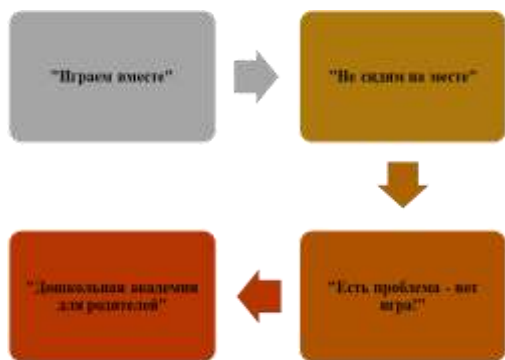 "Играем вместе"
"Не сидим на месте"
"Есть проблема - вот
игра!"
"Дошкольная академия
для родителей"